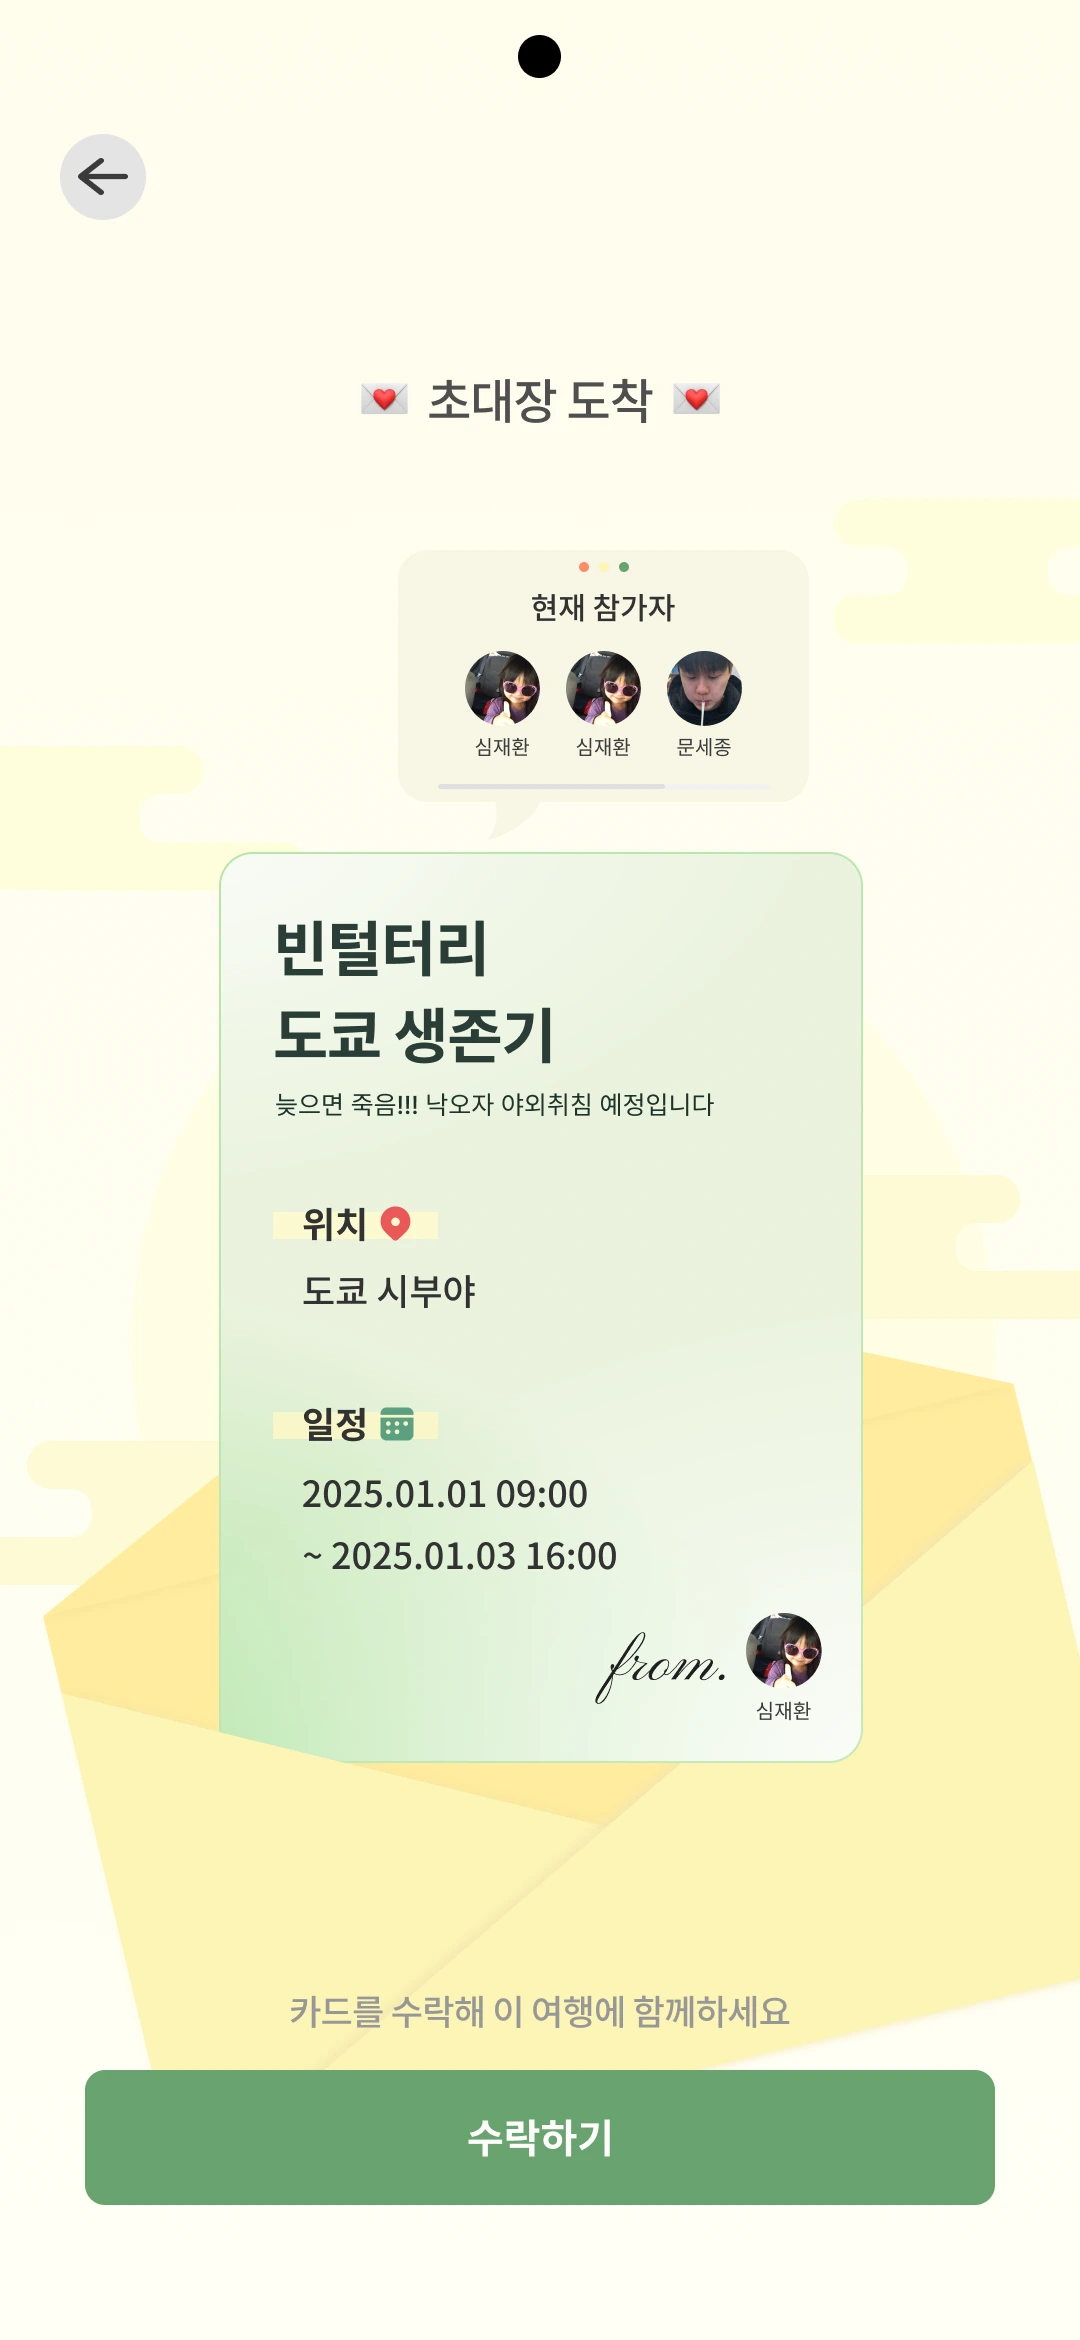 💌 초대장 도착 💌
현재 참가자
심재환 심재환 문세종
빈털터리
도쿄 생존기
늦으면 죽음!!! 낙오자 야외취침 예정입니다
위치
도쿄 시부야
일정
2025.01.01 09:00
~ 2025.01.03 16:00
from.
심재환
카드를 수락해 이 여행에 함께하세요
수락하기